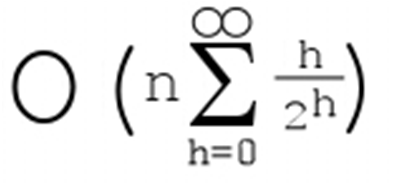 O (n ∑_{h=0}^{∞} h/2^h)